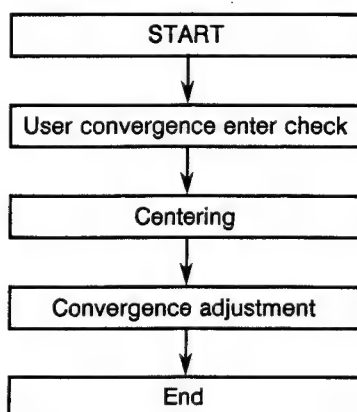 START
User convergence enter check
Centering
Convergence adjustment
End